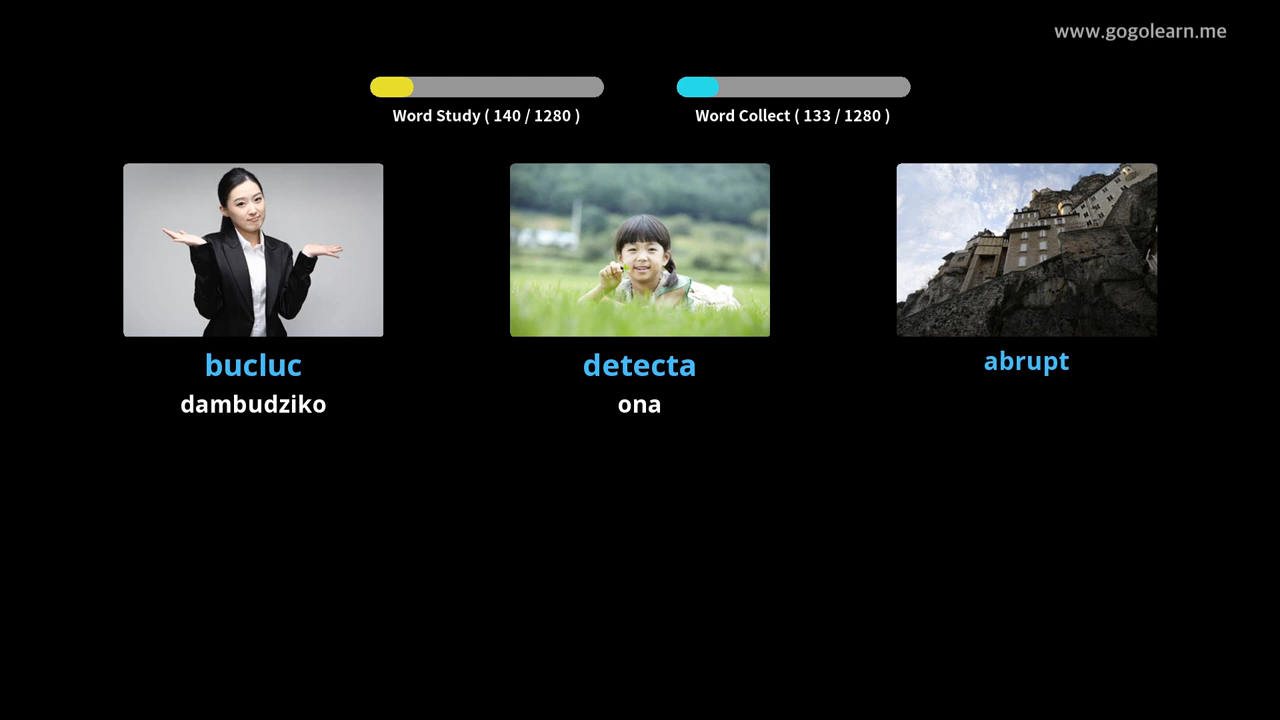 www.gogolearn.me
Word Study ( 140 / 1280 )
Word Collect ( 133 / 1280 )
bucluc
dambudziko
detecta
ona
abrupt